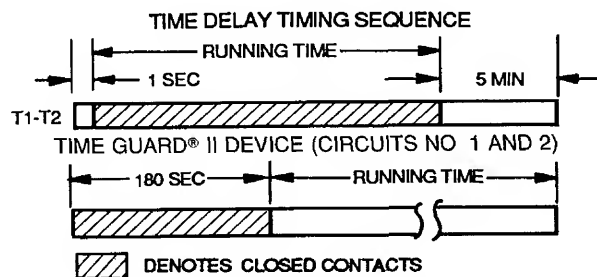 TIME DELAY TIMING SEQUENCE
RUNNING TIME
1 SEC
5 MIN
T1-T2
TIME GUARD® II DEVICE (CIRCUITS NO 1 AND 2)
180 SEC
RUNNING TIME
DENOTES CLOSED CONTACTS